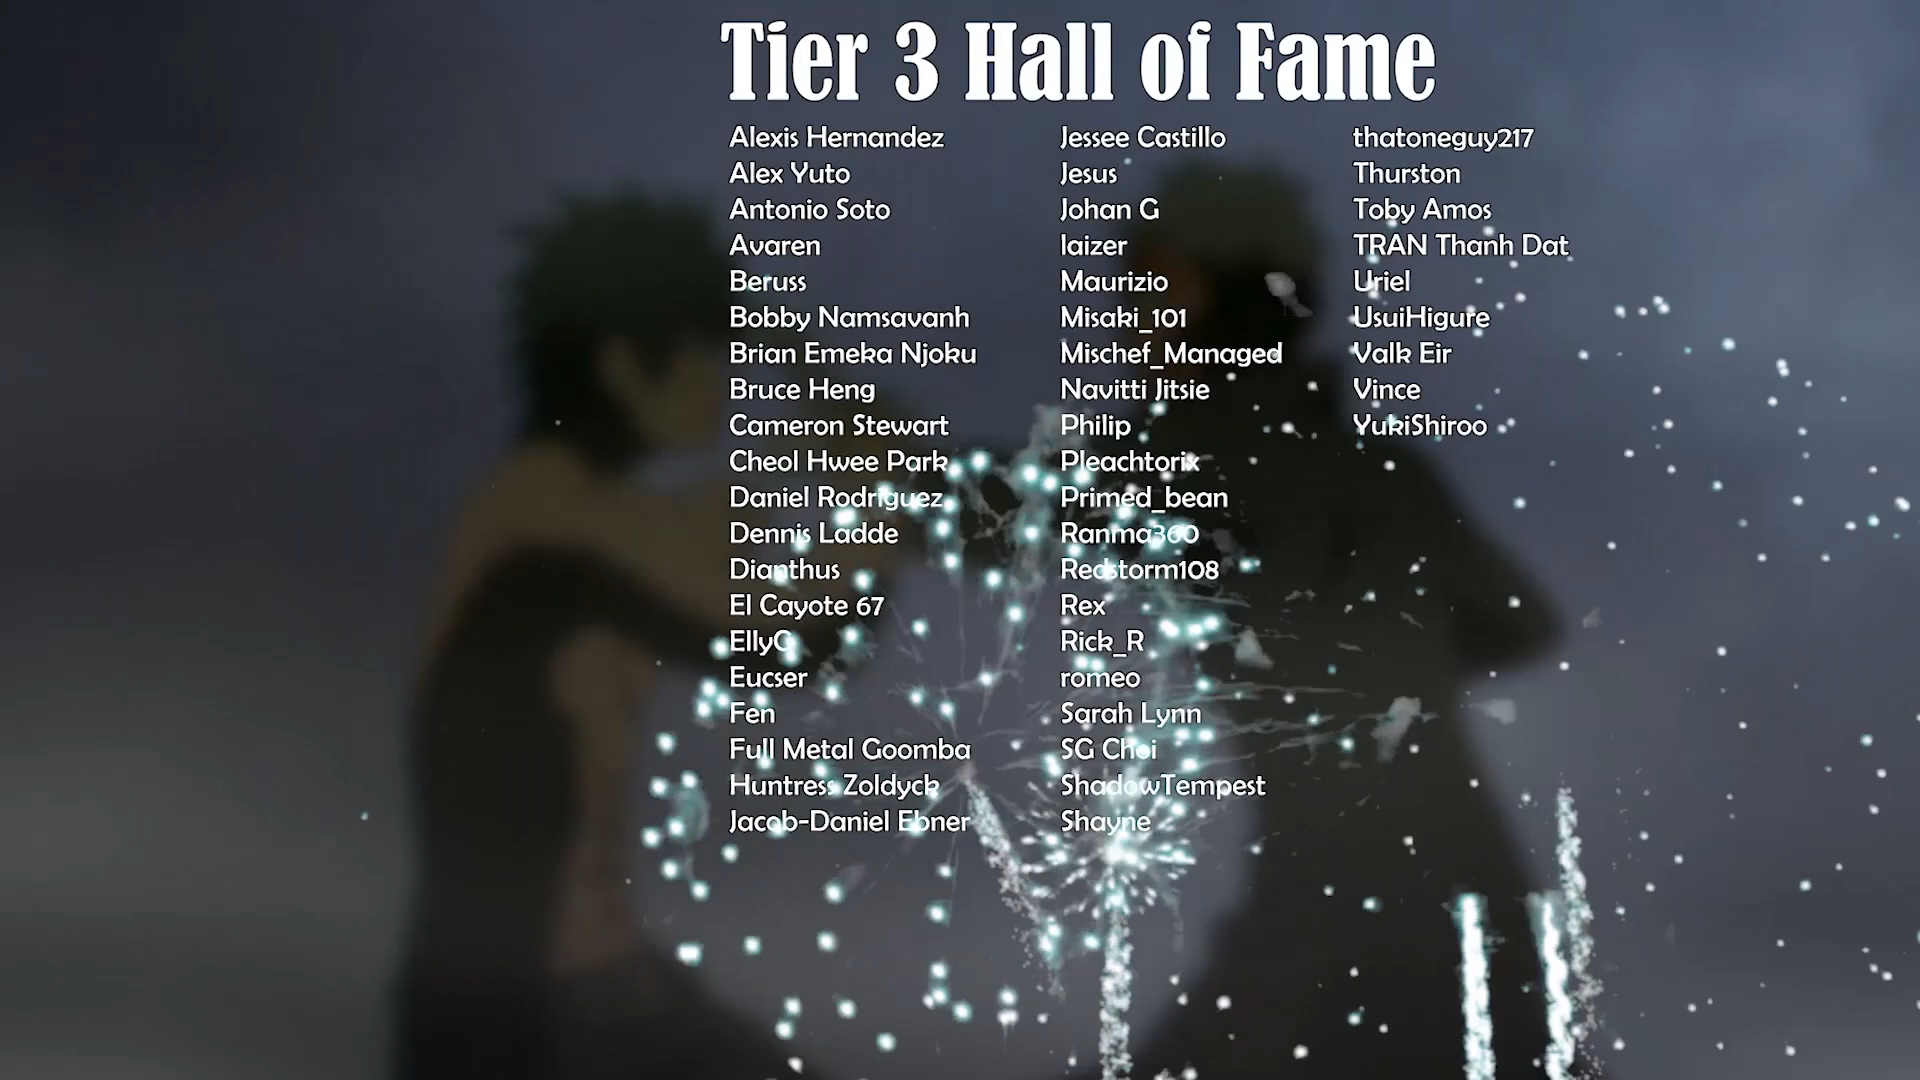 Tier 3 Hall of Fame
Alexis Hernandez
Alex Yuto
Antonio Soto
Avaren
Beruss
Bobby Namsavanh
Brian Emeka Njoku
Bruce Heng
Cameron Stewart
Cheol Hwee Park
Daniel Rodriguez
Dennis Ladde
Dianthus
El Cayote 67
Eucser
Fen
Full Metal Goomba
Huntress Zoldyck
Jacob-Daniel Ebner
Jessee Castillo
Jesus
Johan G
laizer
Maurizio
Misaki_101
Mischef_Managed
Navitti Jitsie
Philip
Pleachtorix
Primed_bean
Ranma360
Redstorm108
Rex
Rick_R
romeo
Sarah Lynn
SG Choi
ShadowTempest
Shayne
thatoneguy217
Thurston
Toby Amos
TRAN Thanh Dat
Uriel
UsuiHigure
Valk Eir
Vince
YukiShiroo